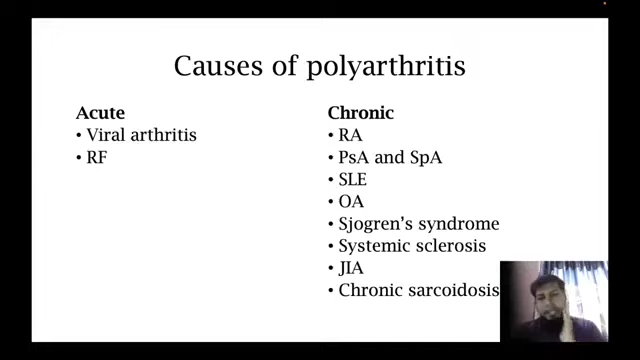 Causes of polyarthritis
Acute
• Viral arthritis
• RF
Chronic
• RA
• PsA and SpA
• SLE
• OA
• Sjogren's syndrome
• Systemic sclerosis
• JIA
• Chronic sarcoidosis